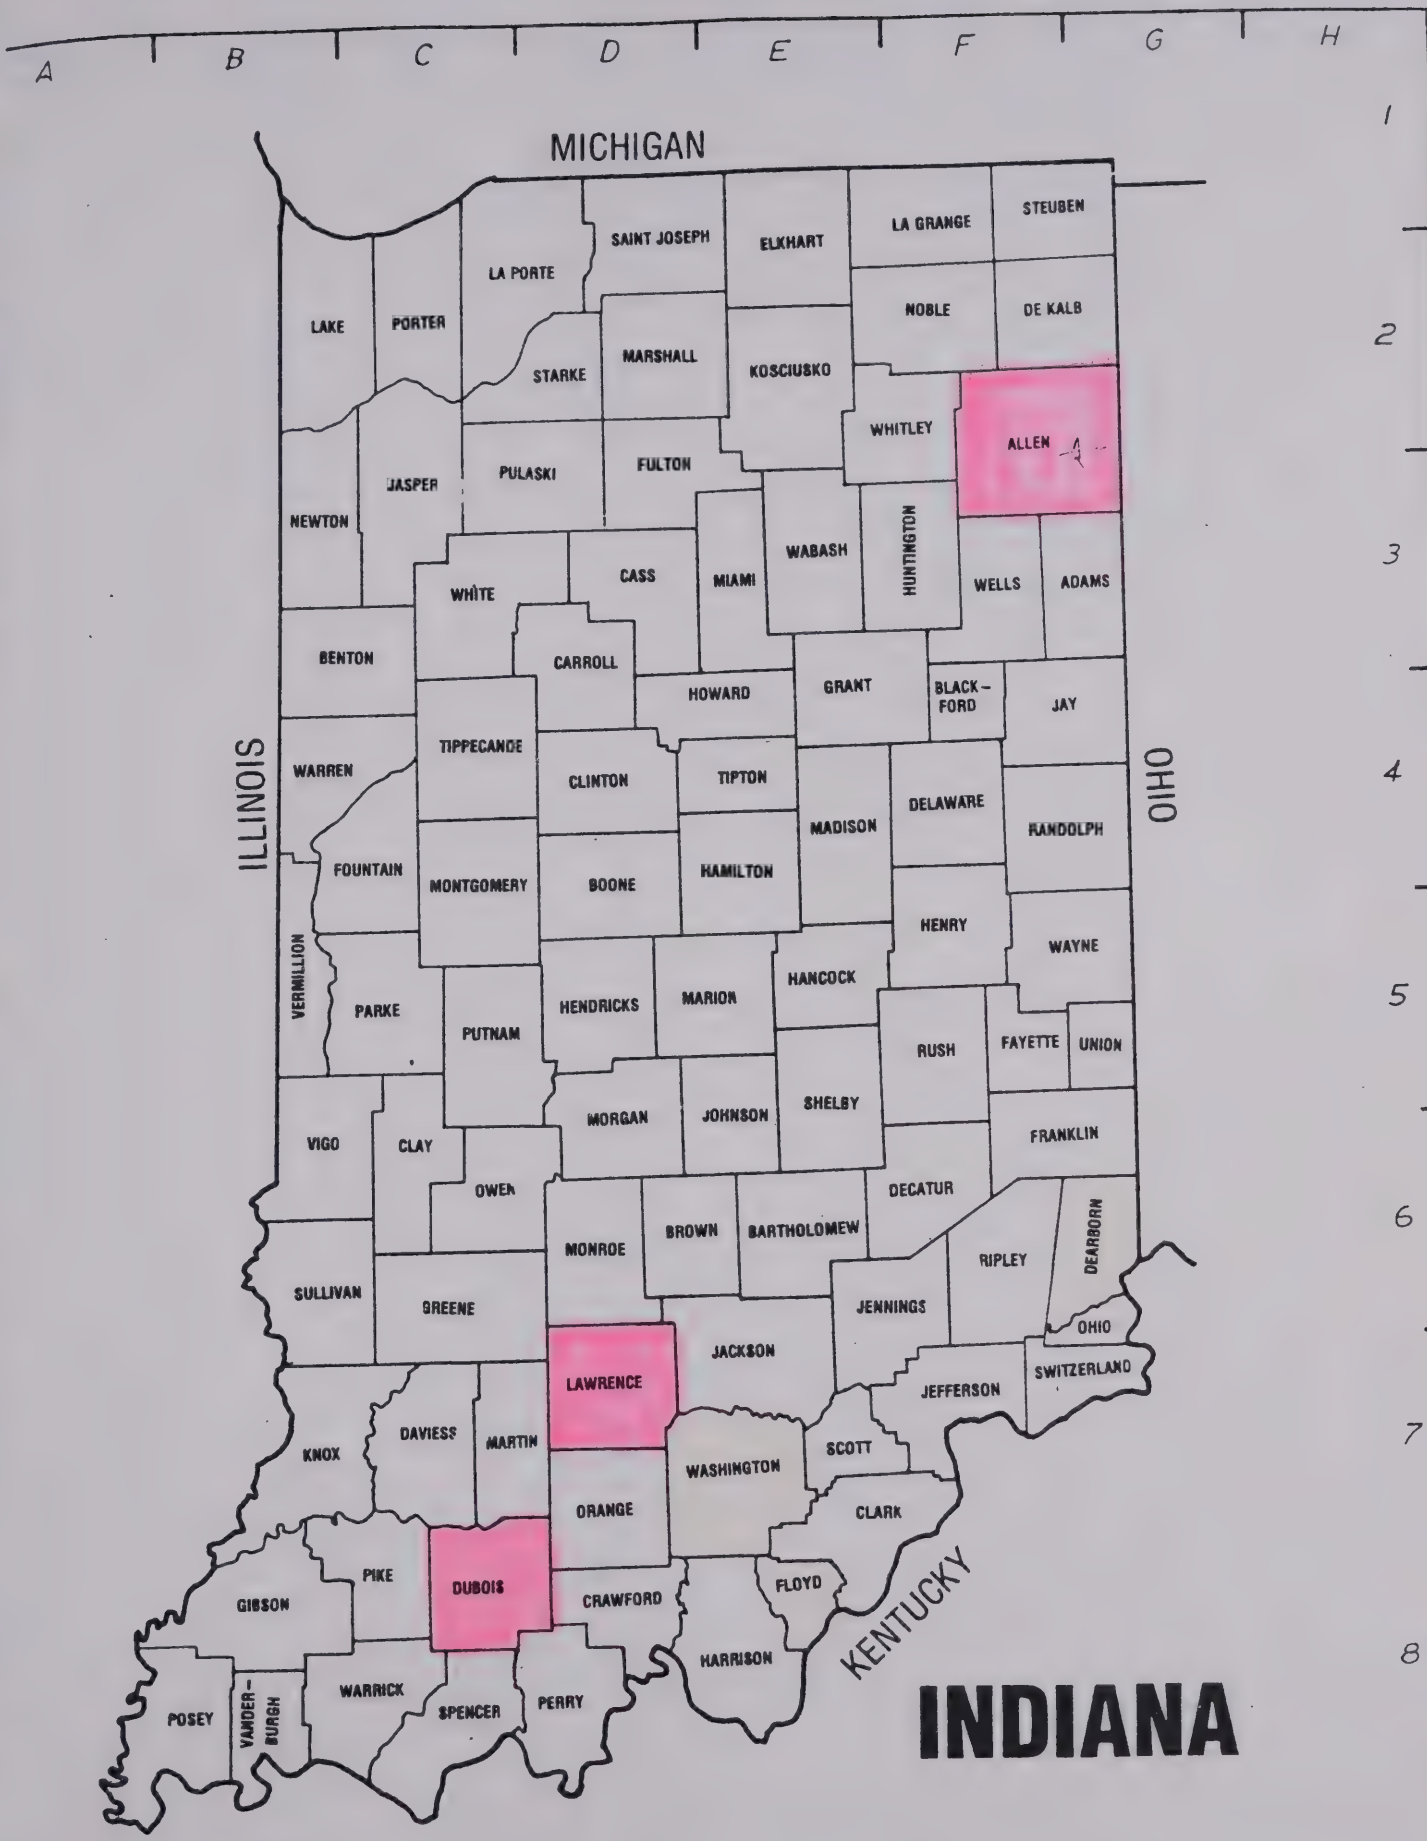 A B C D E F G H
1
MICHIGAN
STEUBEN
LA GRANGE
SAINT JOSEPH
ELKHART
LA PORTE
NOBLE
DE KALB
LAKE
PORTER
2
MARSHALL
STARKE
KOSCIUSKO
WHITLEY
ALLEN
FULTON
PULASKI
JASPER
NEWTON
WABASH
HUNTINGTON
3
CASS
MIAMI
WHITE
WELLS
ADAMS
BENTON
CARROLL
HOWARD
GRANT
BLACK-
FORD
JAY
TIPPECANOE
WARREN
CLINTON
TIPTON
4
ILLINOIS
OHIO
DELAWARE
MADISON
RANDOLPH
FOUNTAIN
MONTGOMERY
BOONE
HAMILTON
HENRY
WAYNE
VERMILLION
HANCOCK
HENDRICKS
MARION
5
PARKE
PUTNAM
RUSH
FAYETTE
UNION
SHELBY
MORGAN
JOHNSON
VIGO
CLAY
FRANKLIN
OWEN
DECATUR
6
BROWN
BARTHOLOMEW
MONROE
RIPLEY
DEARBORN
SULLIVAN
GREENE
JENNINGS
OHIO
JACKSON
LAWRENCE
SWITZERLAND
JEFFERSON
DAVIESS
MARTIN
7
KNOX
SCOTT
WASHINGTON
ORANGE
CLARK
PIKE
DUBOIS
FLOYD
CRAWFORD
GIBSON
KENTUCKY
HARRISON
8
WARRICK
PERRY
SPENCER
POSEY
VANDER-
BURGH
INDIANA